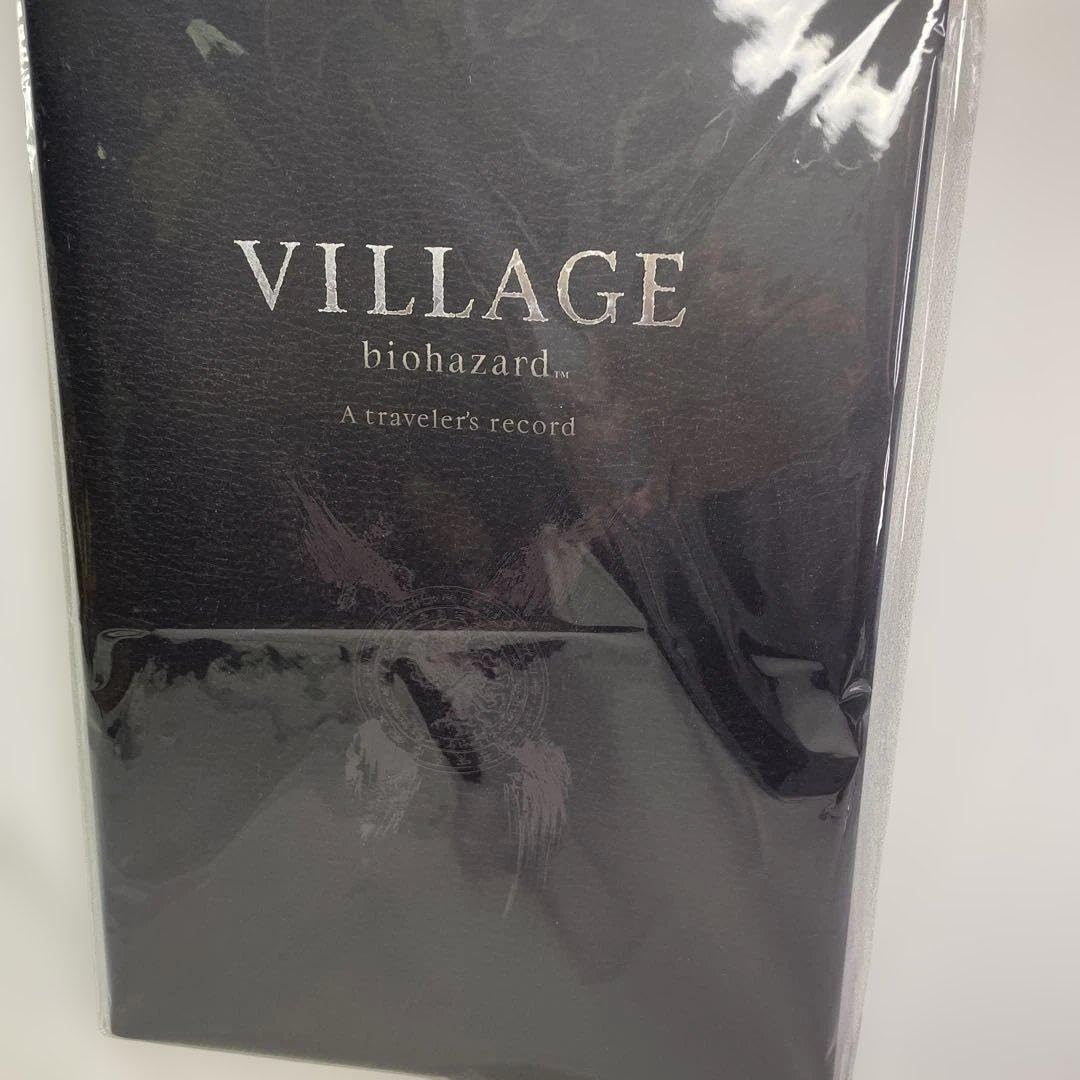 VILLAGE
biohazard™
A traveler's record